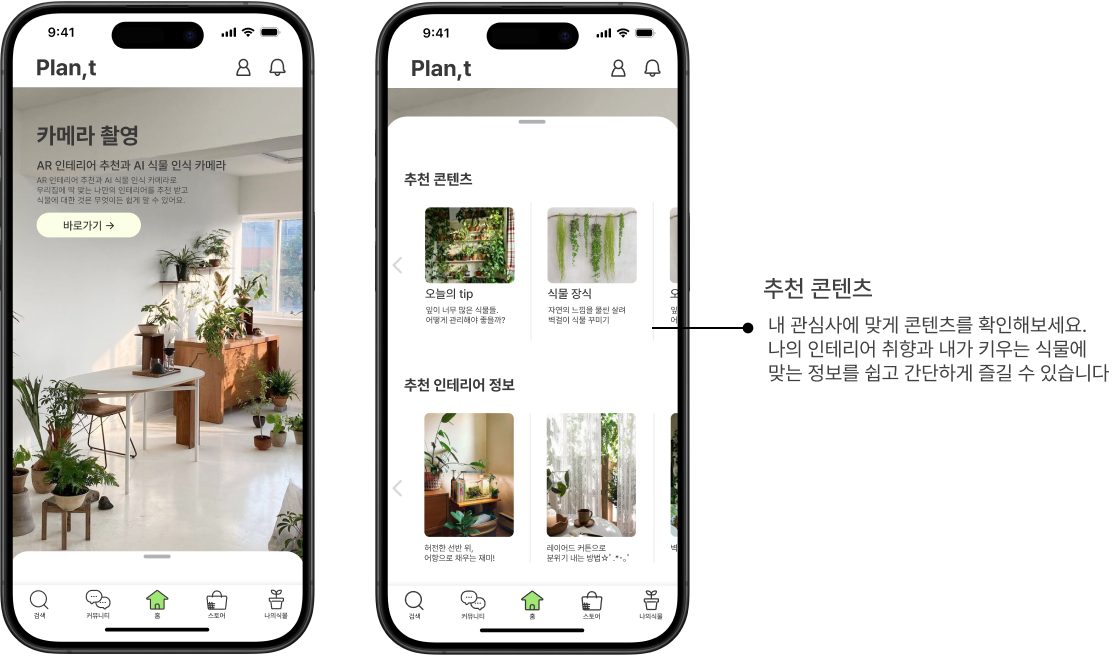 9:41
Plan,t
카메라 촬영
AR 인테리어 추천과 AI 식물 인식 카메라
AR 인테리어 추천과 AI 식물 인식 카메라로
우리집에 딱 맞는 나만의 인테리어를 추천 받고
식물에 대한 것은 무엇이든 쉽게 알 수 있어요.
바로가기 →
검색
커뮤니티
홈
스토어
나의식물
9:41
Plan,t
추천 콘텐츠
오늘의 tip
잎이 너무 많은 식물들.
어떻게 관리해야 좋을까?
식물 장식
자연의 느낌을 물씬 살려
벽걸이 식물 꾸미기
추천 인테리어 정보
허전한 선반 위,
어항으로 채우는 재미!
레이어드 커튼으로
분위기 내는 방법☆ﾟ.*･｡ﾟ
검색
커뮤니티
홈
스토어
나의식물
추천 콘텐츠
내 관심사에 맞게 콘텐츠를 확인해보세요.
나의 인테리어 취향과 내가 키우는 식물에
맞는 정보를 쉽고 간단하게 즐길 수 있습니다